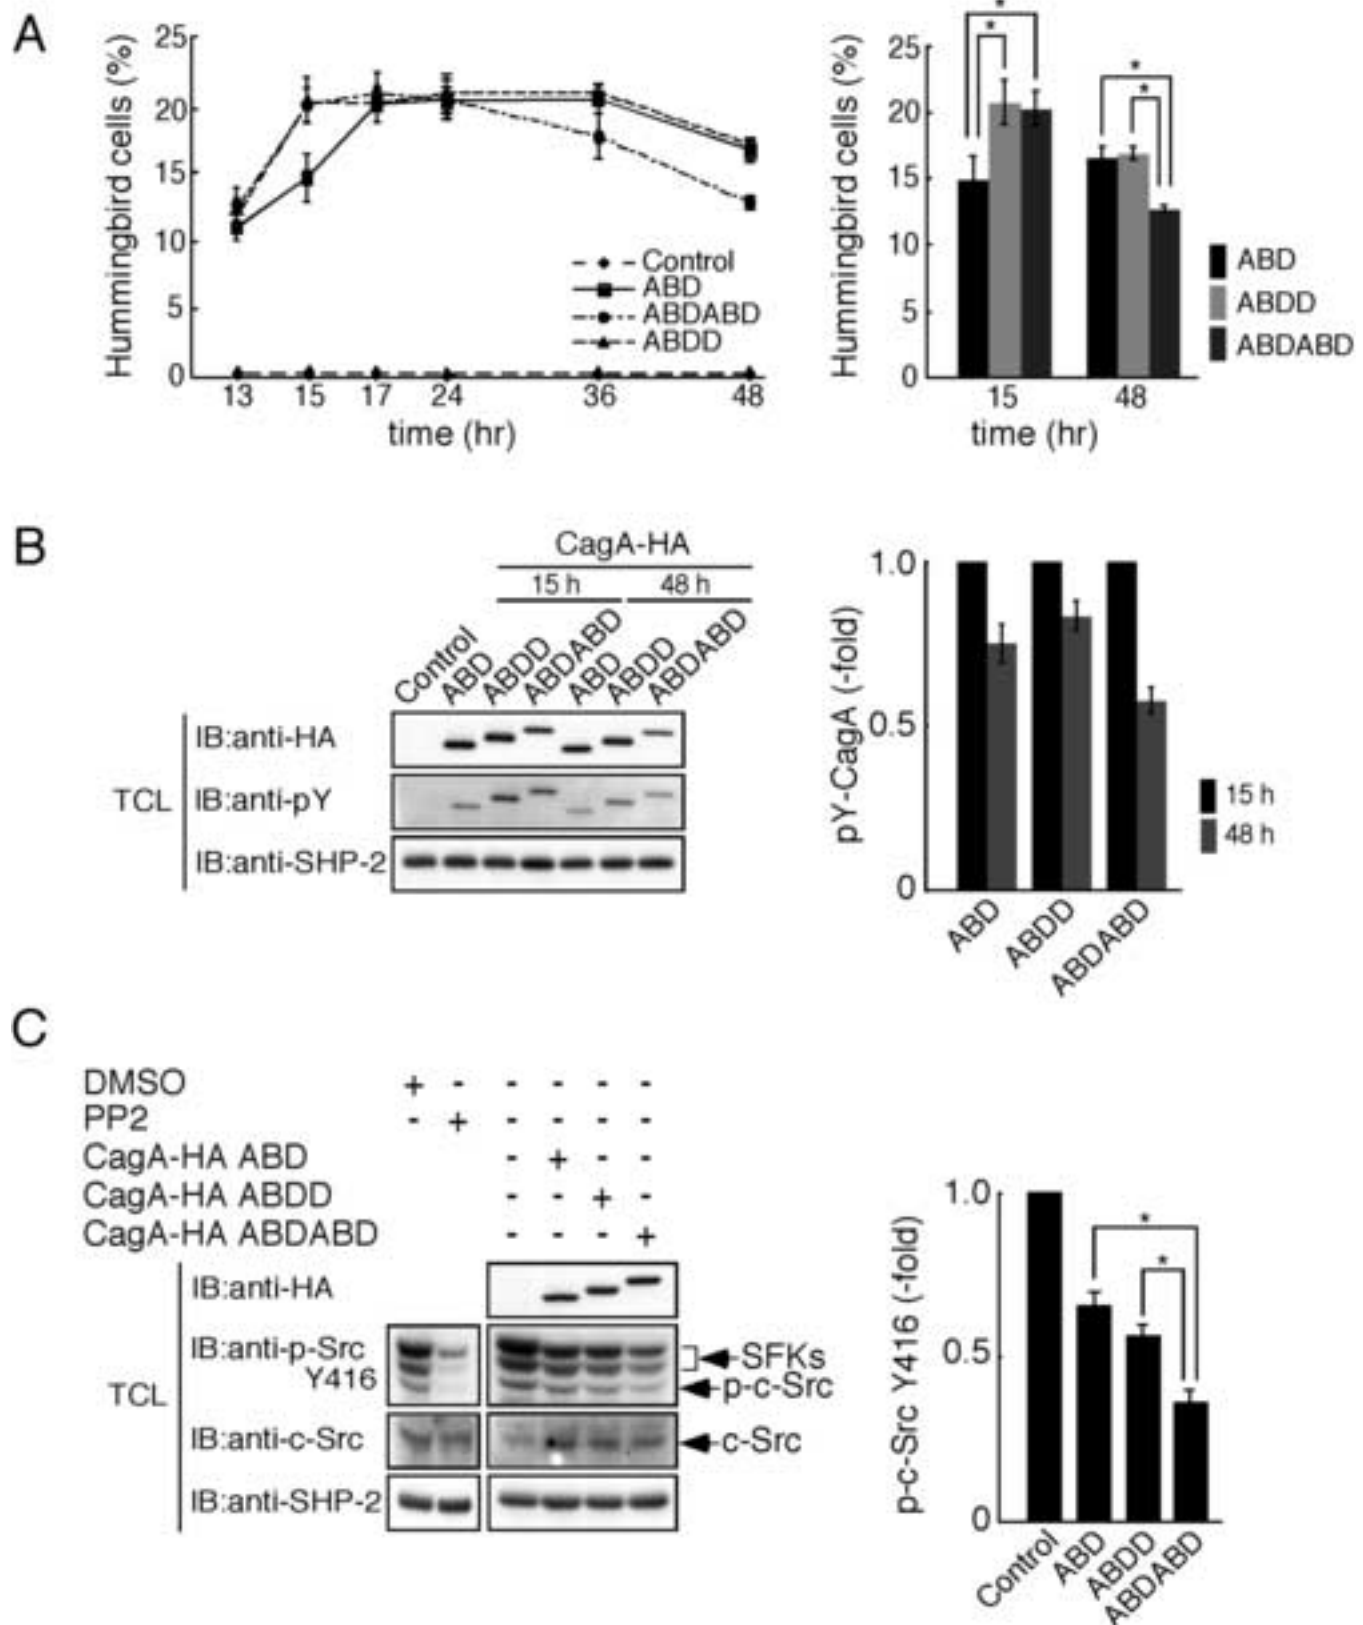 A
Hummingbird cells (%)
25
20
15
10
5
0
13 15 17 24 36 48
time (hr)
Control
ABD
ABDABD
ABDD
Hummingbird cells (%)
25
20
15
10
5
0
* *
* *
15 48
time (hr)
ABD
ABDD
ABDABD
B
CagA-HA
15 h 48 h
Control ABD ABDD ABDABD ABD ABDD ABDABD
TCL
IB:anti-HA
IB:anti-pY
IB:anti-SHP-2
pY-CagA (-fold)
1.0
0.5
0
ABD ABDD ABDABD
15 h
48 h
C
DMSO + - - - - -
PP2 - + - - - -
CagA-HA ABD - + - -
CagA-HA ABDD - - + -
CagA-HA ABDABD - - - +
TCL
IB:anti-HA
IB:anti-p-Src
Y416
SFKs
p-c-Src
IB:anti-c-Src
c-Src
IB:anti-SHP-2
p-c-Src Y416 (-fold)
1.0
0.5
0
* *
Control ABD ABDD ABDABD